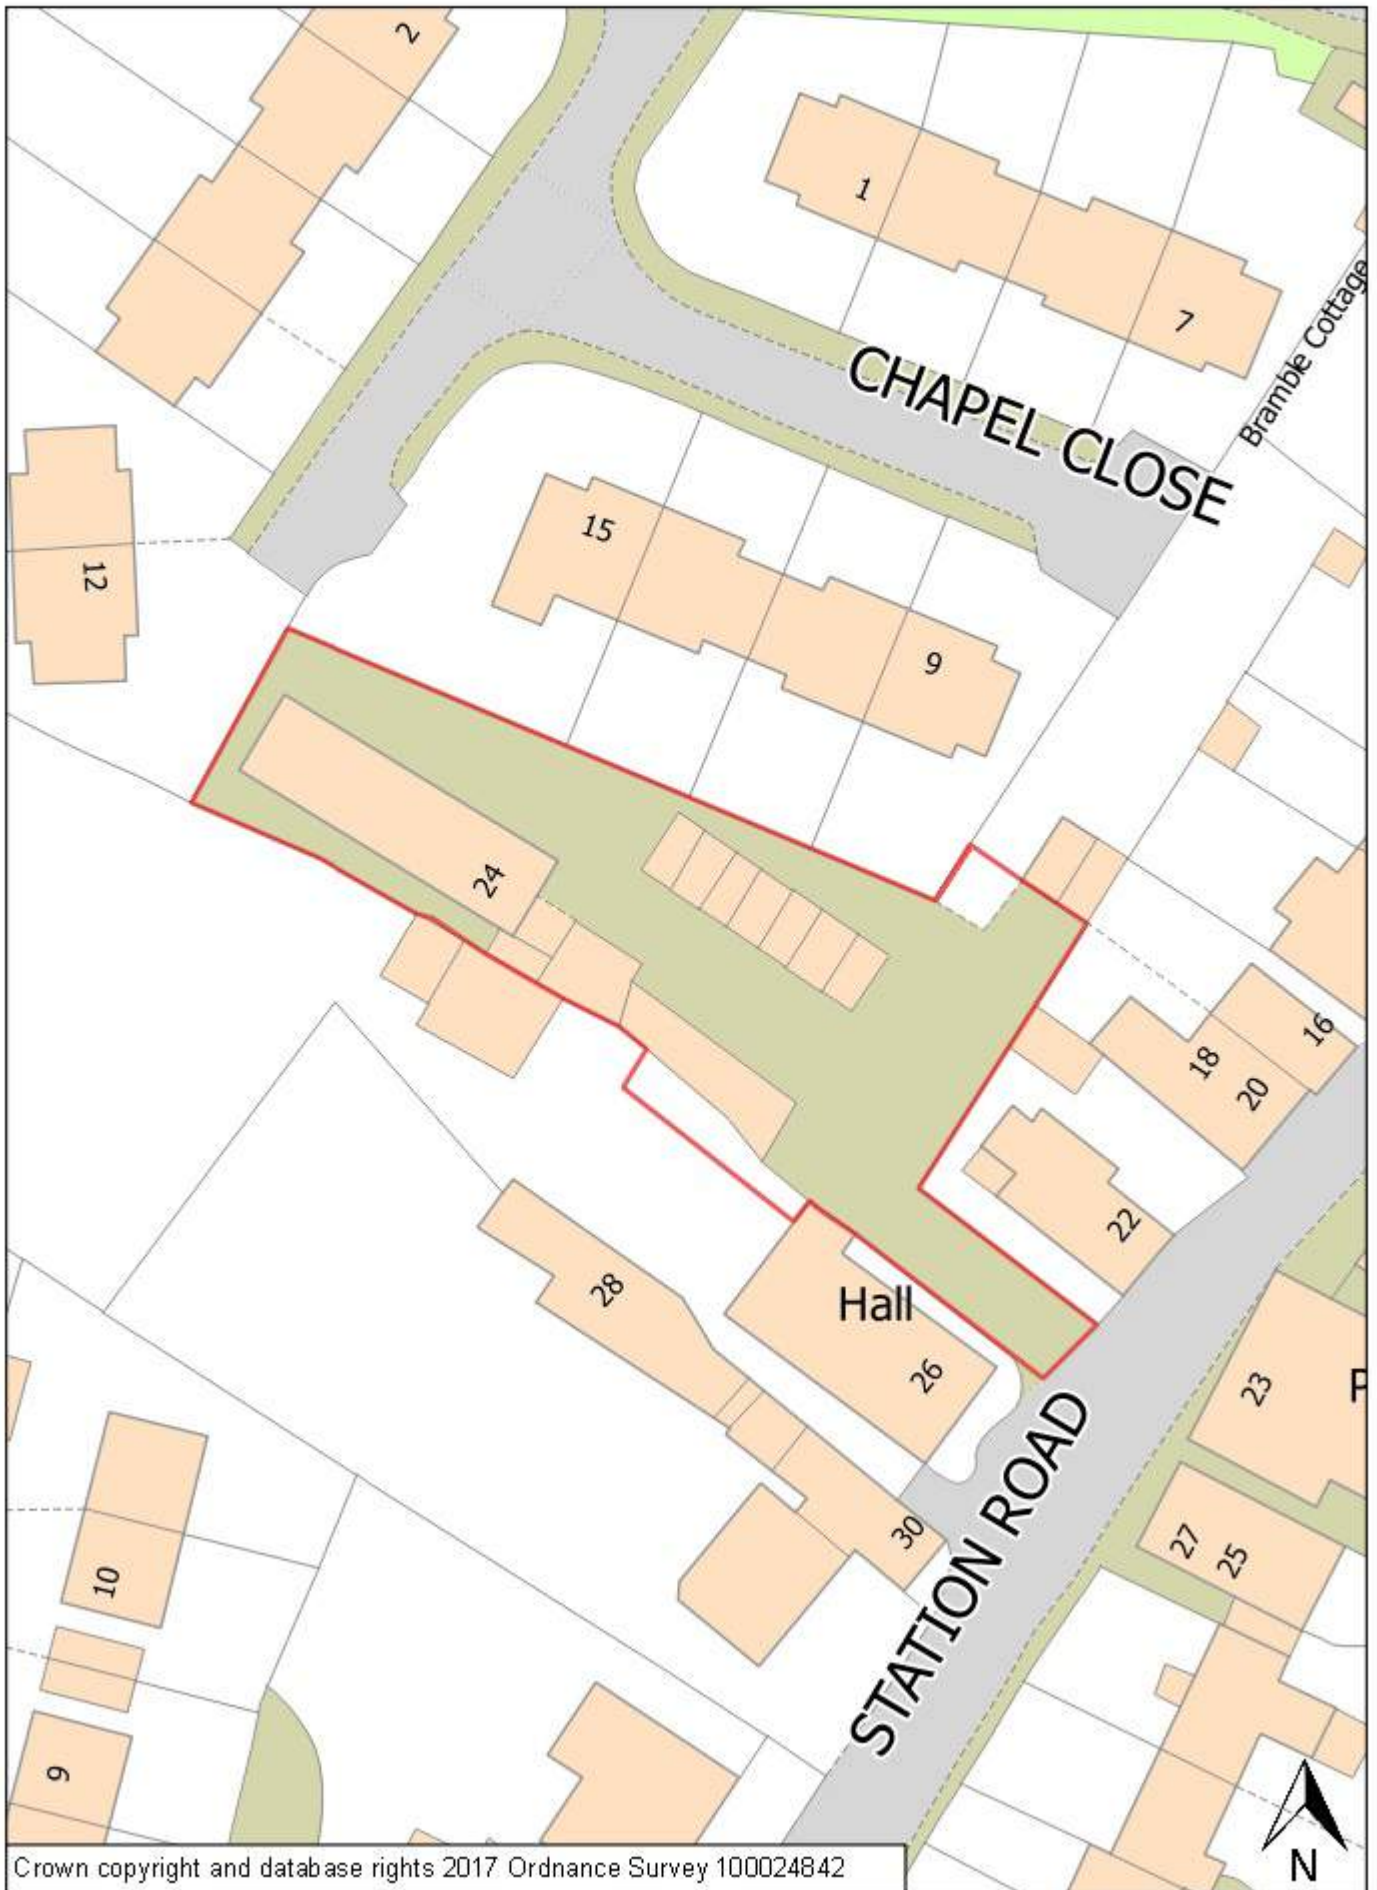 2
1
7
Bramble Cottage
CHAPEL CLOSE
15
12
9
24
16
18
20
22
28
Hall
26
23
P
27
25
30
STATION ROAD
10
9
N
Crown copyright and database rights 2017 Ordnance Survey 100024842